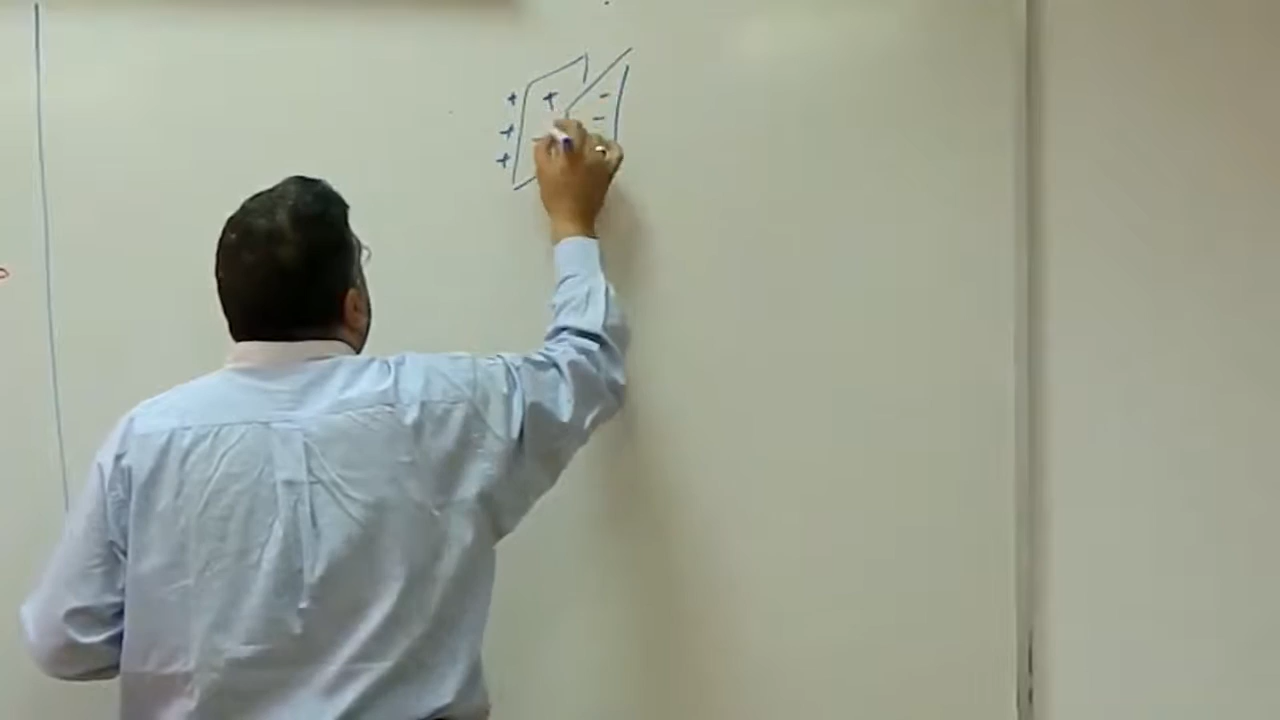 + + -
+ -
+